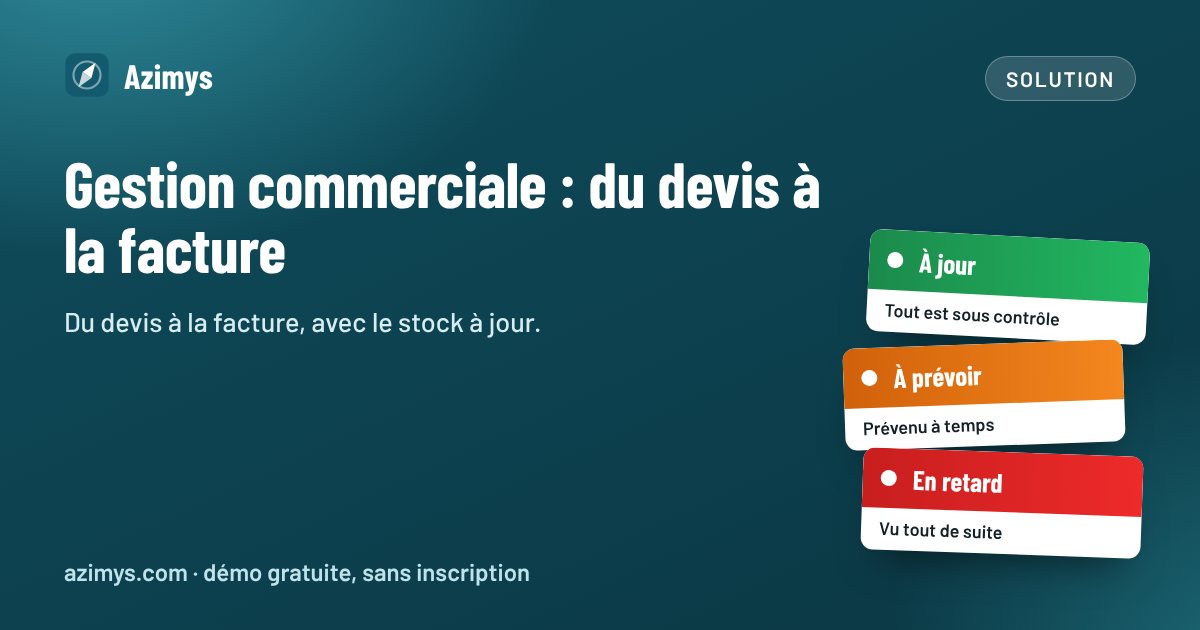 Azimys
SOLUTION
Gestion commerciale : du devis à
la facture
Du devis à la facture, avec le stock à jour.
À jour
Tout est sous contrôle
À prévoir
Prévenu à temps
En retard
Vu tout de suite
azimys.com · démo gratuite, sans inscription